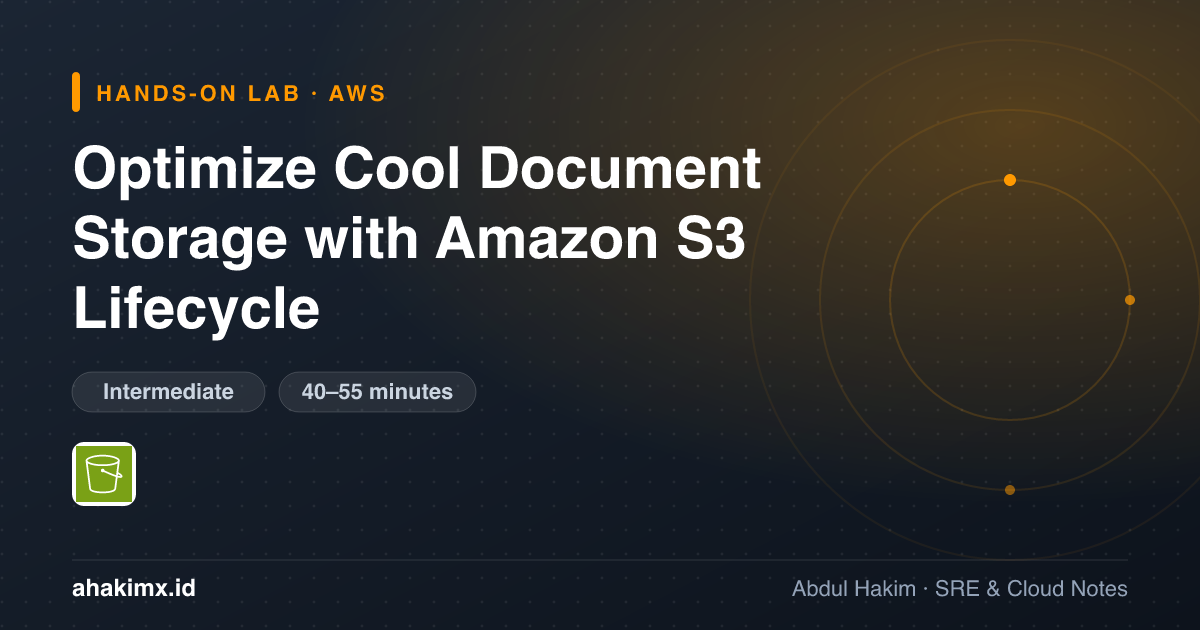 HANDS-ON LAB · AWS
Optimize Cool Document
Storage with Amazon S3
Lifecycle
Intermediate
40–55 minutes
ahakimx.id
Abdul Hakim · SRE & Cloud Notes